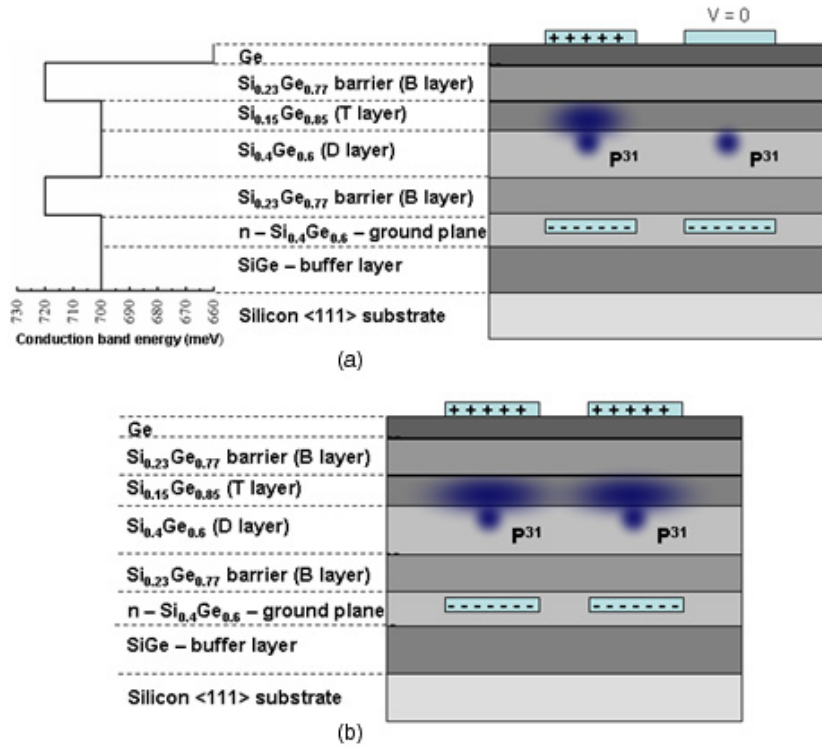 V = 0
+ + + + +
Ge
Si0.23Ge0.77 barrier (B layer)
Si0.15Ge0.85 (T layer)
Si0.4Ge0.6 (D layer)
P31
P31
Si0.23Ge0.77 barrier (B layer)
n – Si0.4Ge0.6 – ground plane
- - - - - - -
- - - - - - -
SiGe – buffer layer
Silicon <111> substrate
730
720
710
700
690
680
670
660
Conduction band energy (meV)
(a)
+ + + + +
+ + + + +
Ge
Si0.23Ge0.77 barrier (B layer)
Si0.15Ge0.85 (T layer)
Si0.4Ge0.6 (D layer)
P31
P31
Si0.23Ge0.77 barrier (B layer)
n – Si0.4Ge0.6 – ground plane
- - - - - - -
- - - - - - -
SiGe – buffer layer
Silicon <111> substrate
(b)